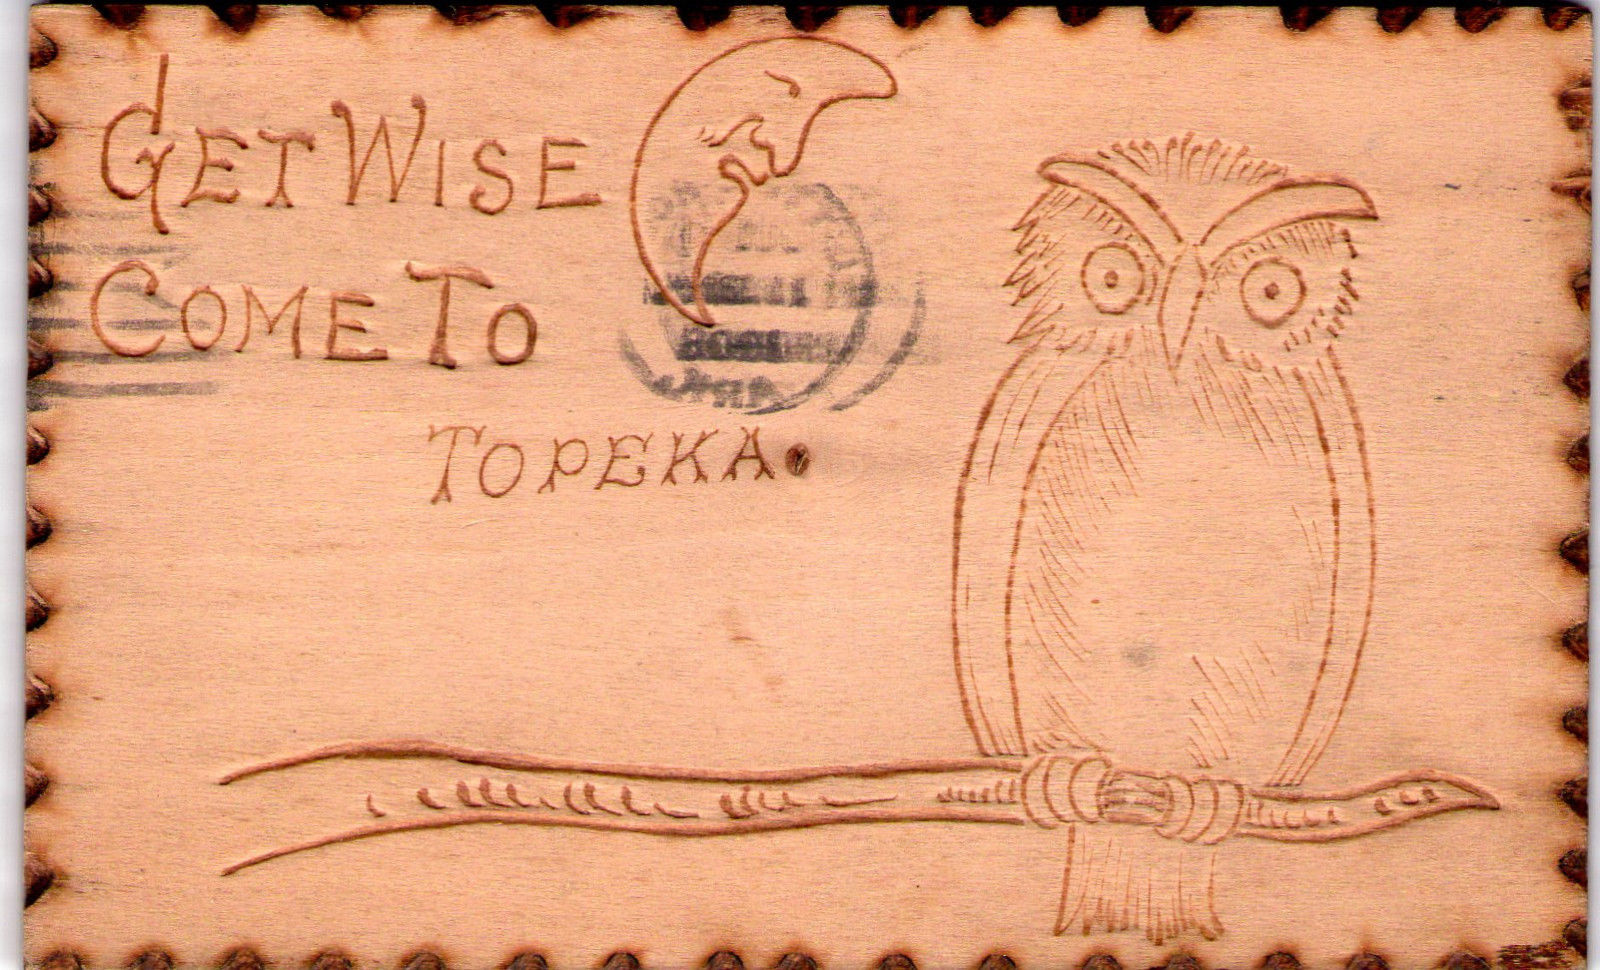 GET WISE
COME TO
TOPEKA.